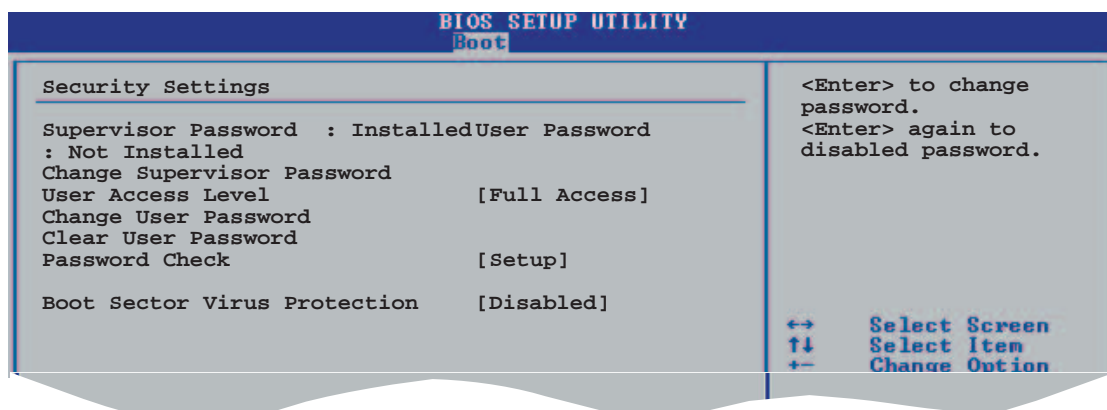 BIOS SETUP UTILITY
Boot
Security Settings
Supervisor Password : InstalledUser Password
: Not Installed
Change Supervisor Password
User Access Level [Full Access]
Change User Password
Clear User Password
Password Check [Setup]
Boot Sector Virus Protection [Disabled]
<Enter> to change
password.
<Enter> again to
disabled password.
←→ Select Screen
↑↓ Select Item
+- Change Option